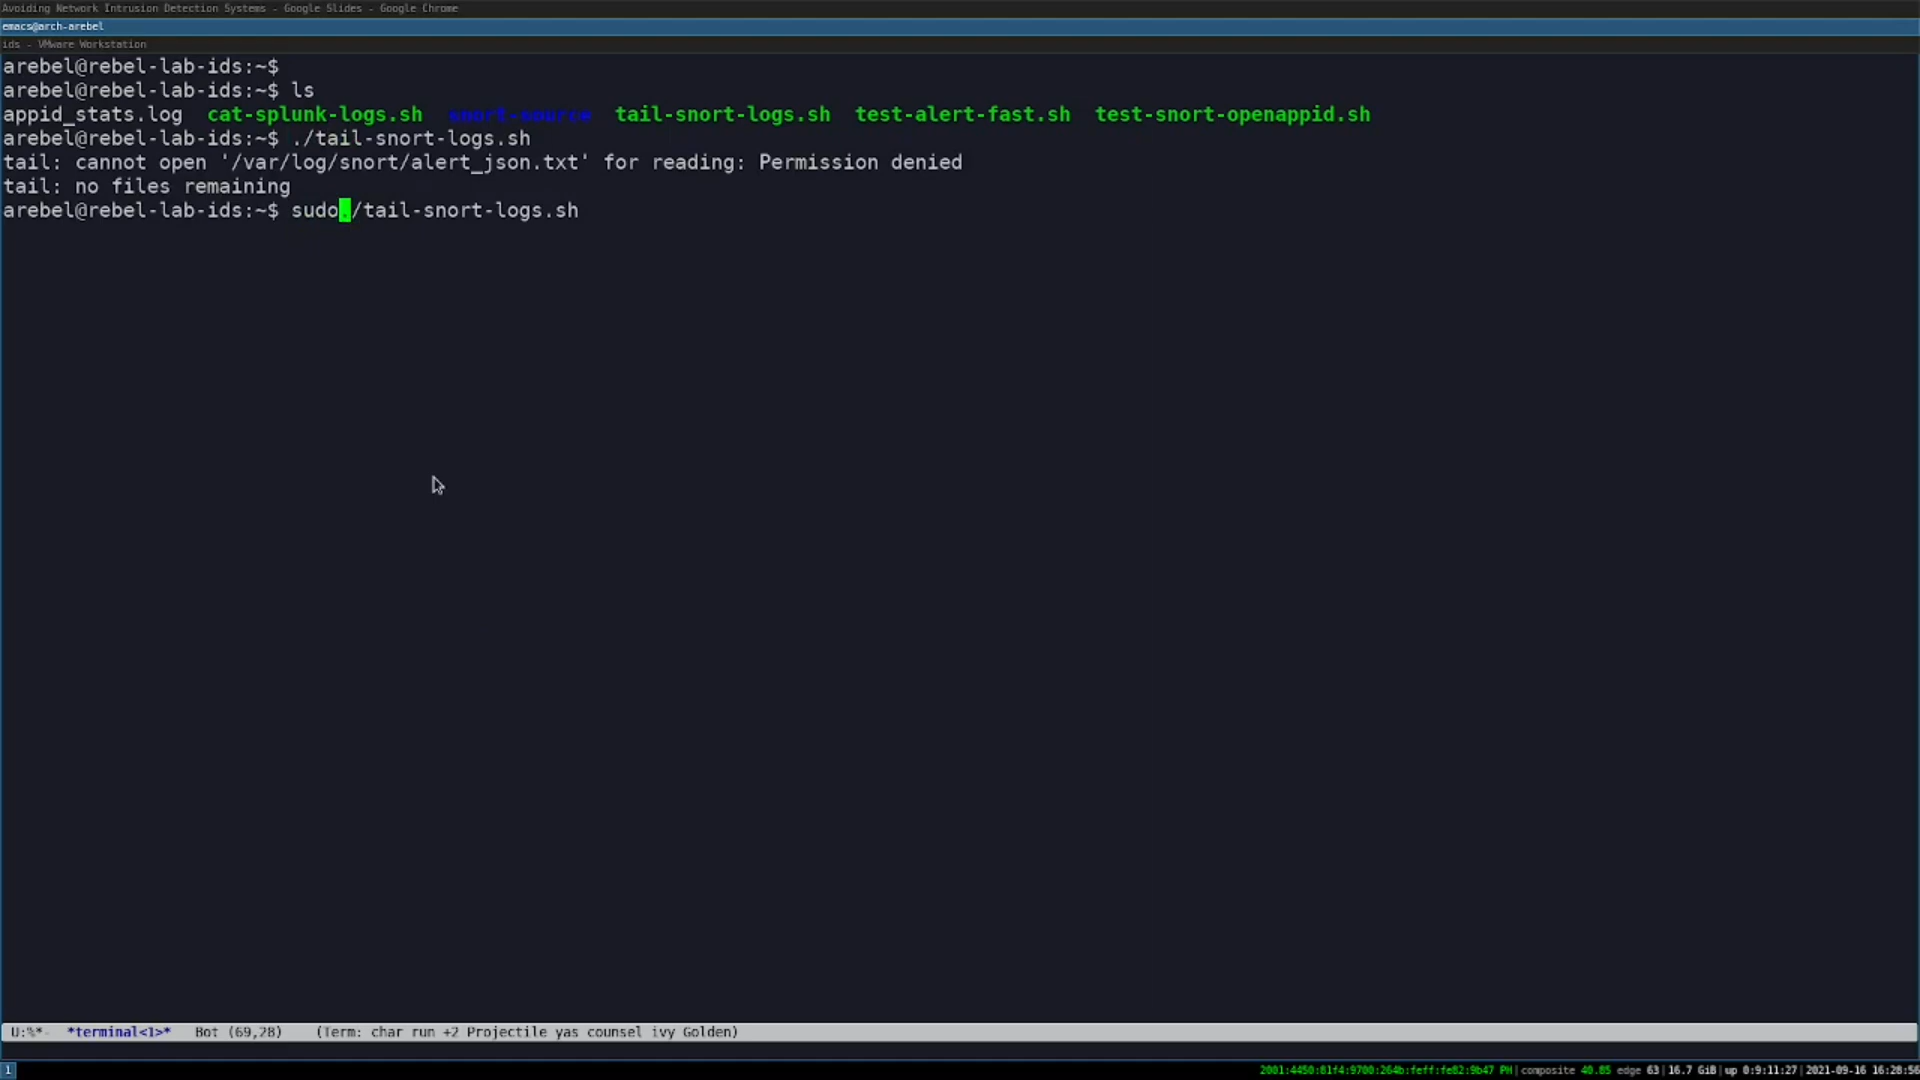 Avoiding Network Intrusion Detection Systems - Google Slides - Google Chrome
emacs@arch-arebel
ids - VMware Workstation
arebel@rebel-lab-ids:~$
arebel@rebel-lab-ids:~$ ls
appid_stats.log  cat-splunk-logs.sh  snort-source  tail-snort-logs.sh  test-alert-fast.sh  test-snort-openappid.sh
arebel@rebel-lab-ids:~$ ./tail-snort-logs.sh
tail: cannot open '/var/log/snort/alert_json.txt' for reading: Permission denied
tail: no files remaining
arebel@rebel-lab-ids:~$ sudo./tail-snort-logs.sh
U:%*-  *terminal<1>*   Bot (69,28)   (Term: char run +2 Projectile yas counsel ivy Golden)
1 2001:4450:81f4:9700:264b:feff:fe82:9b47 PH|composite 40.85 edge 63|16.7 GiB|up 0:9:11:27|2021-09-16 16:28:56